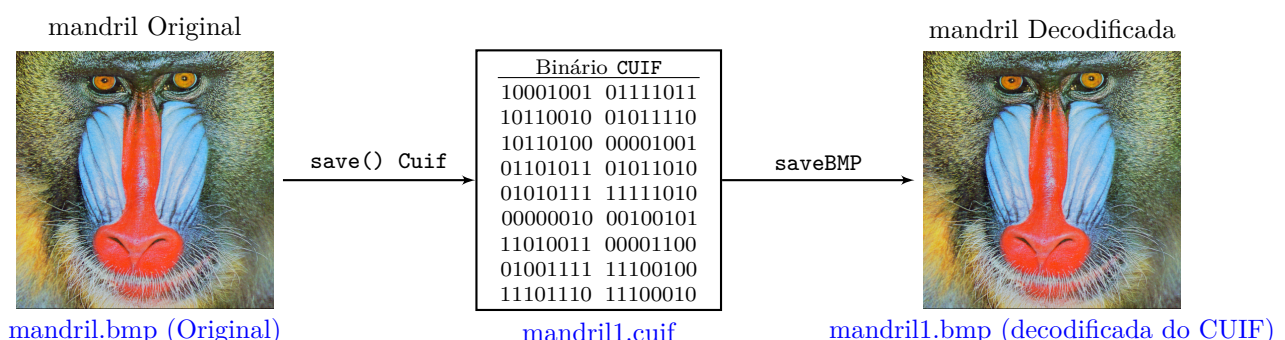 mandril Original
mandril.bmp (Original)
save() Cuif
Binário CUIF
10001001 01111011
10110010 01011110
10110100 00001001
01101011 01011010
01010111 11111010
00000010 00100101
11010011 00001100
01001111 11100100
11101110 11100010
mandril1.cuif
saveBMP
mandril Decodificada
mandril1.bmp (decodificada do CUIF)